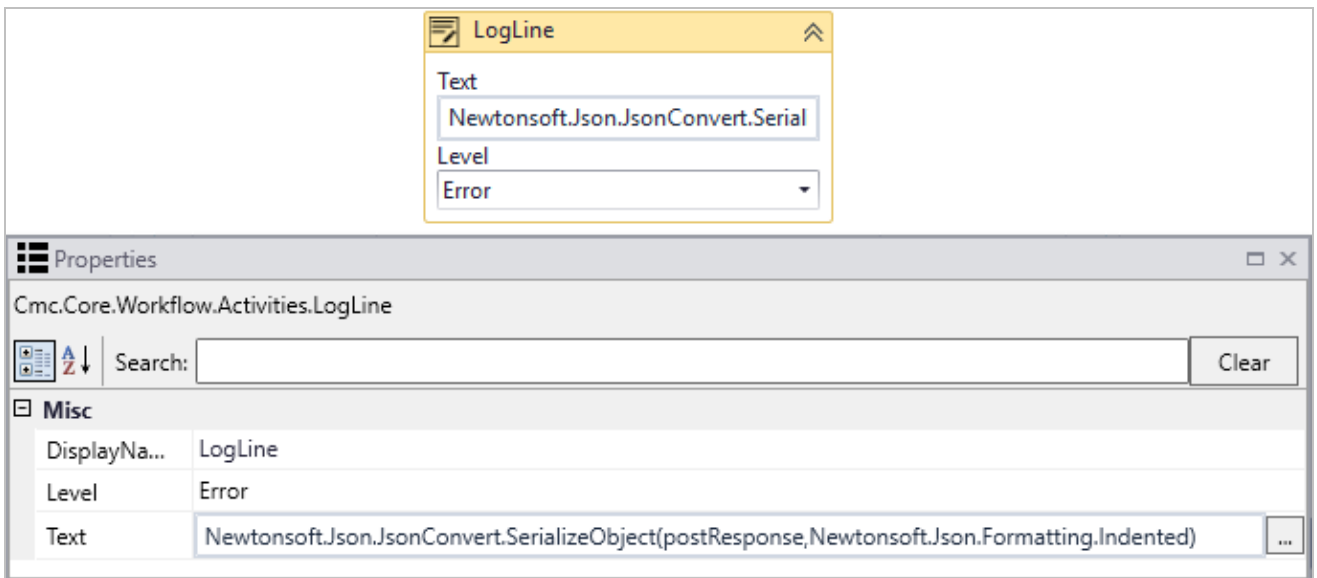 LogLine
Text
Newtonsoft.Json.JsonConvert.Serial
Level
Error
Properties
Cmc.Core.Workflow.Activities.LogLine
A Z Search: Clear
Misc
DisplayNa... LogLine
Level Error
Text Newtonsoft.Json.JsonConvert.SerializeObject(postResponse,Newtonsoft.Json.Formatting.Indented) ...